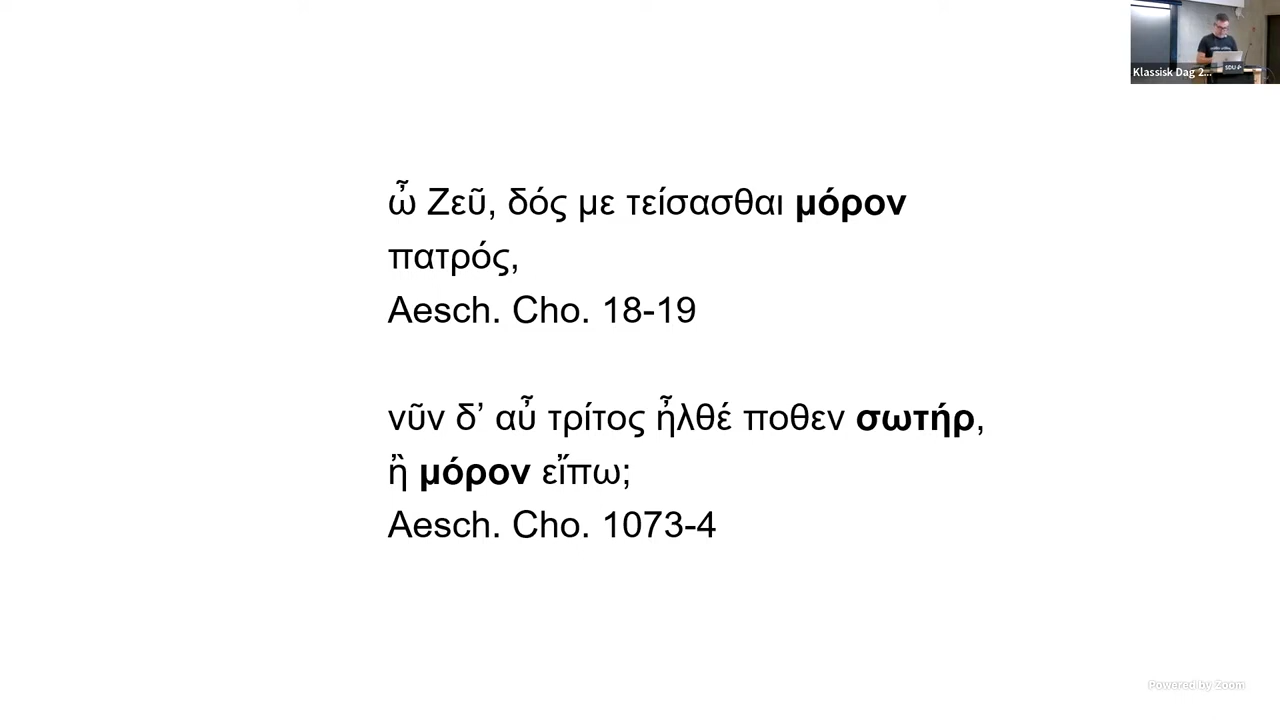 Klassisk Dag 2...
SDU
ὦ Ζεῦ, δός με τείσασθαι μόρον
πατρός,
Aesch. Cho. 18-19
νῦν δ’ αὖ τρίτος ἦλθέ ποθεν σωτήρ,
ἢ μόρον εἴπω;
Aesch. Cho. 1073-4
Powered by Zoom